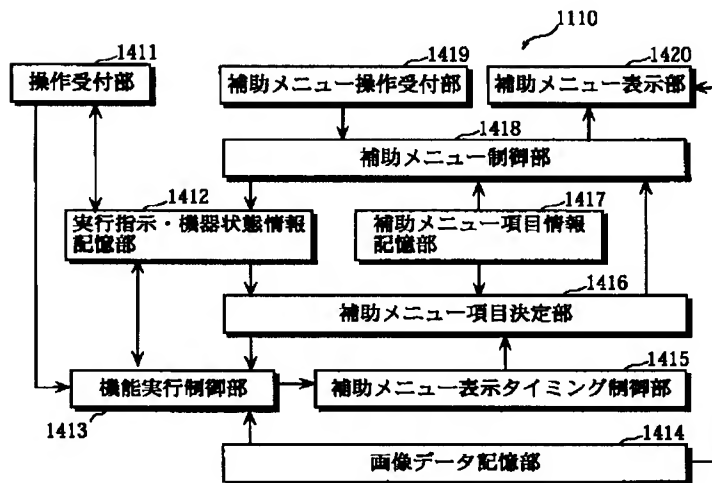 1110
1411
操作受付部
1419
補助メニュー操作受付部
1420
補助メニュー表示部
1418
補助メニュー制御部
1412
実行指示・機器状態情報
記憶部
1417
補助メニュー項目情報
記憶部
1416
補助メニュー項目決定部
機能実行制御部
1413
1415
補助メニュー表示タイミング制御部
1414
画像データ記憶部